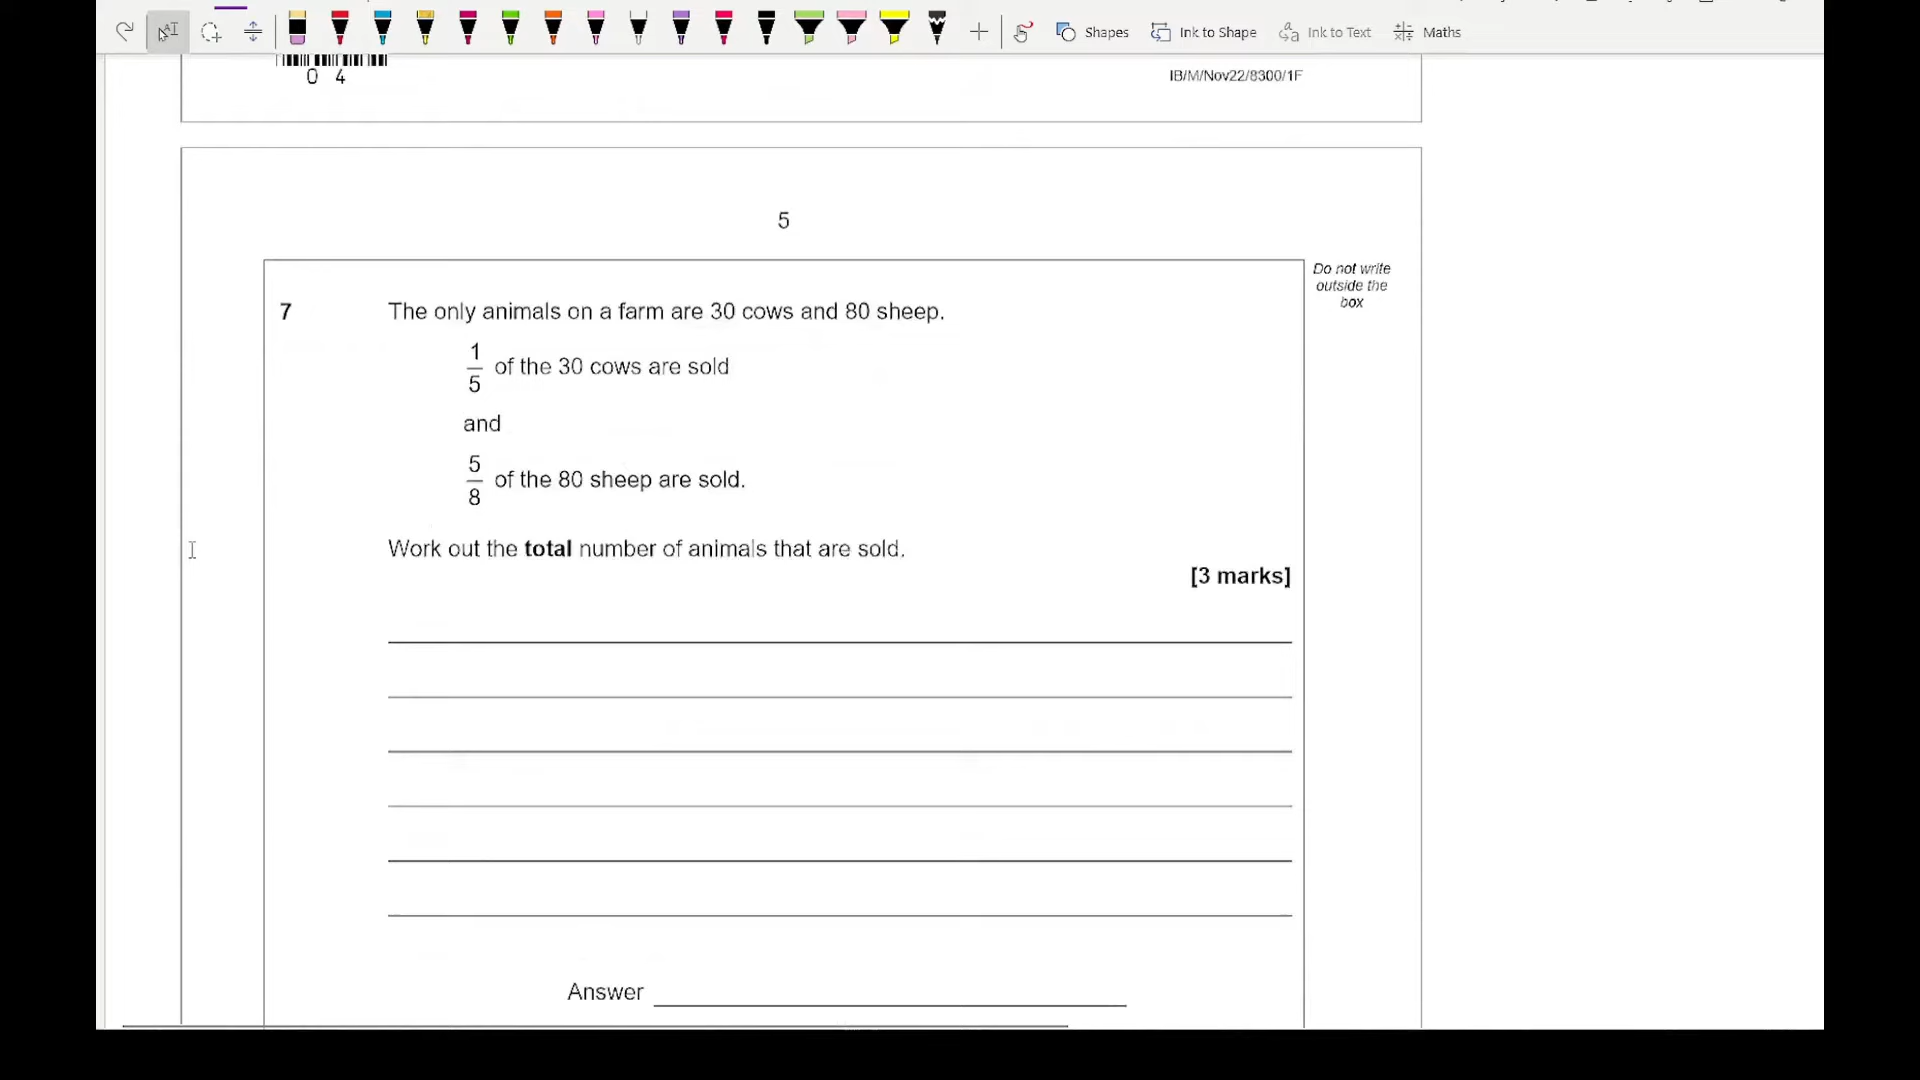 Shapes Ink to Shape Ink to Text Maths
0 4
IB/M/Nov22/8300/1F
5
Do not write
outside the
box
7 The only animals on a farm are 30 cows and 80 sheep.
1/5 of the 30 cows are sold
and
5/8 of the 80 sheep are sold.
Work out the total number of animals that are sold.
[3 marks]
Answer